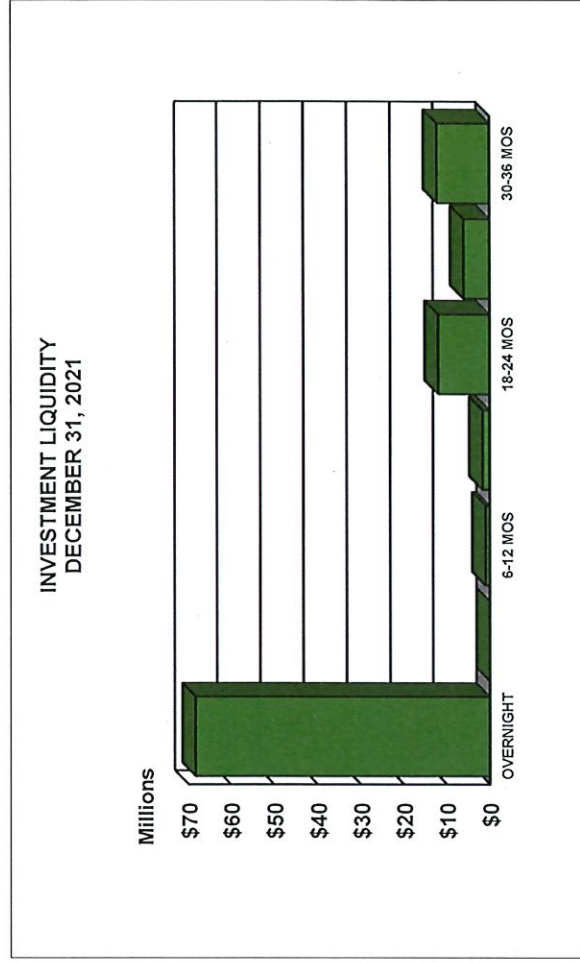 INVESTMENT LIQUIDITY
DECEMBER 31, 2021
Millions
$70
$60
$50
$40
$30
$20
$10
$0
OVERNIGHT
6-12 MOS
18-24 MOS
30-36 MOS